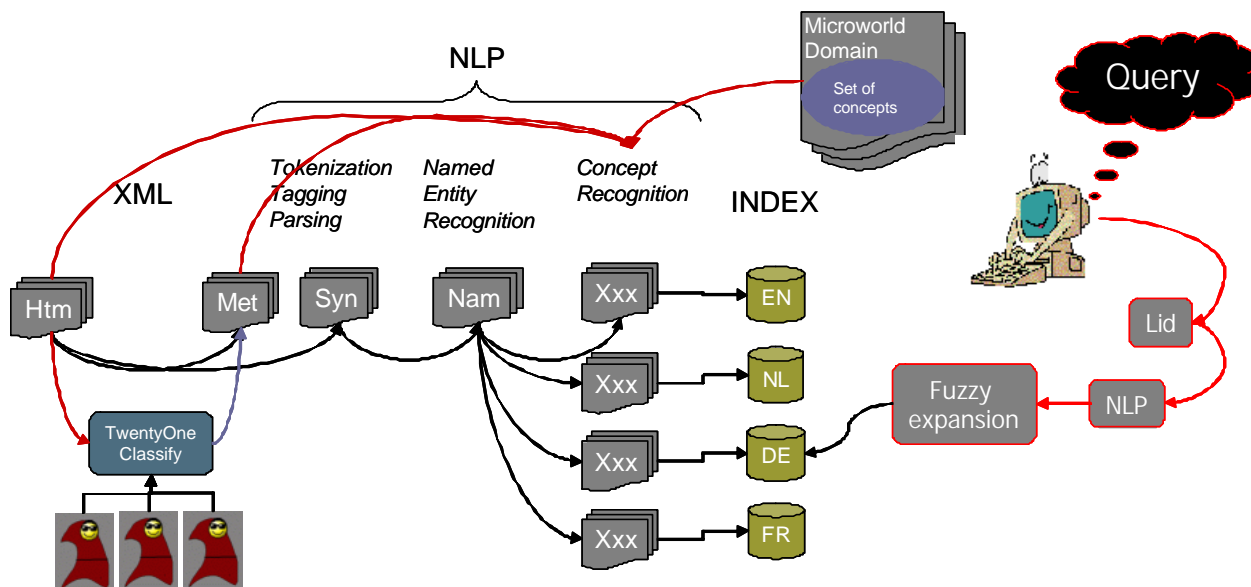 NLP
Microworld
Domain
Set of
concepts
Query
XML
Tokenization
Tagging
Parsing
Named
Entity
Recognition
Concept
Recognition
INDEX
Htm
Met
Syn
Nam
Xxx
EN
Lid
Xxx
NL
Fuzzy
expansion
NLP
TwentyOne
Classify
Xxx
DE
Xxx
FR